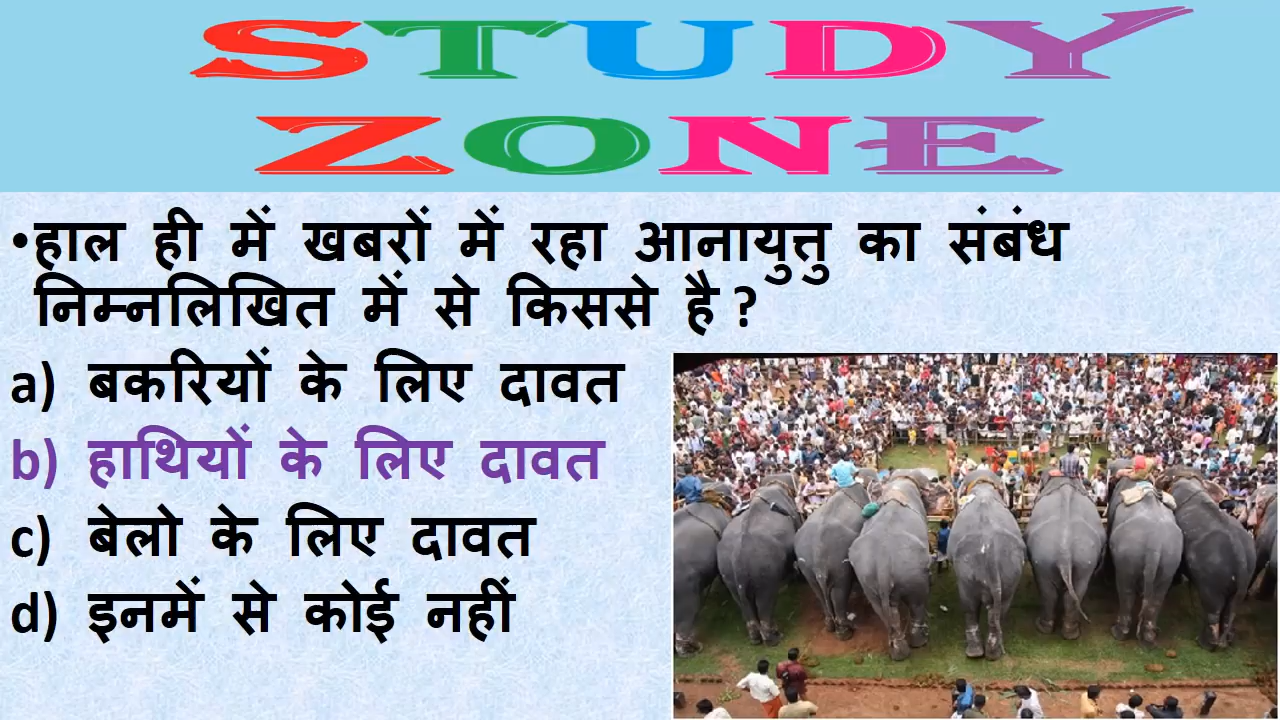 STUDY
ZONE
•हाल ही में खबरों में रहा आनायुत्तु का संबंध
निम्नलिखित में से किससे है ?
a) बकरियों के लिए दावत
b) हाथियों के लिए दावत
c) बेलो के लिए दावत
d) इनमें से कोई नहीं